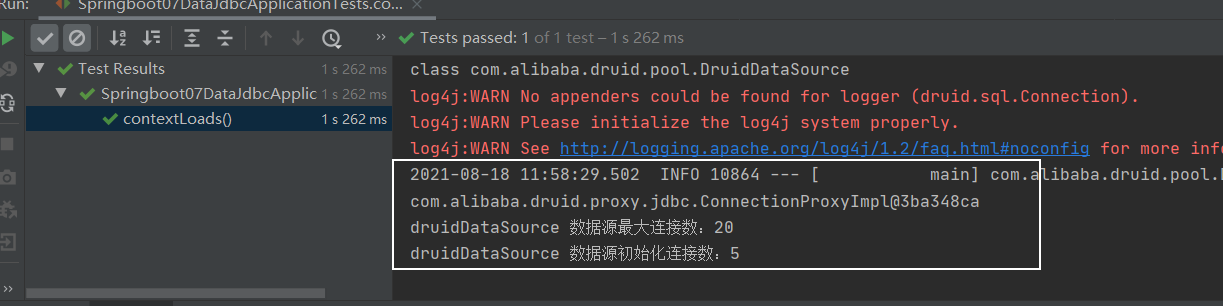 Run:
Springboot07DataJdbcApplicationTests.co...
Tests passed: 1 of 1 test – 1 s 262 ms
Test Results 1 s 262 ms
Springboot07DataJdbcApplic 1 s 262 ms
contextLoads() 1 s 262 ms
class com.alibaba.druid.pool.DruidDataSource
log4j:WARN No appenders could be found for logger (druid.sql.Connection).
log4j:WARN Please initialize the log4j system properly.
log4j:WARN See http://logging.apache.org/log4j/1.2/faq.html#noconfig for more info
2021-08-18 11:58:29.502  INFO 10864 --- [           main] com.alibaba.druid.pool.
com.alibaba.druid.proxy.jdbc.ConnectionProxyImpl@3ba348ca
druidDataSource 数据源最大连接数：20
druidDataSource 数据源初始化连接数：5